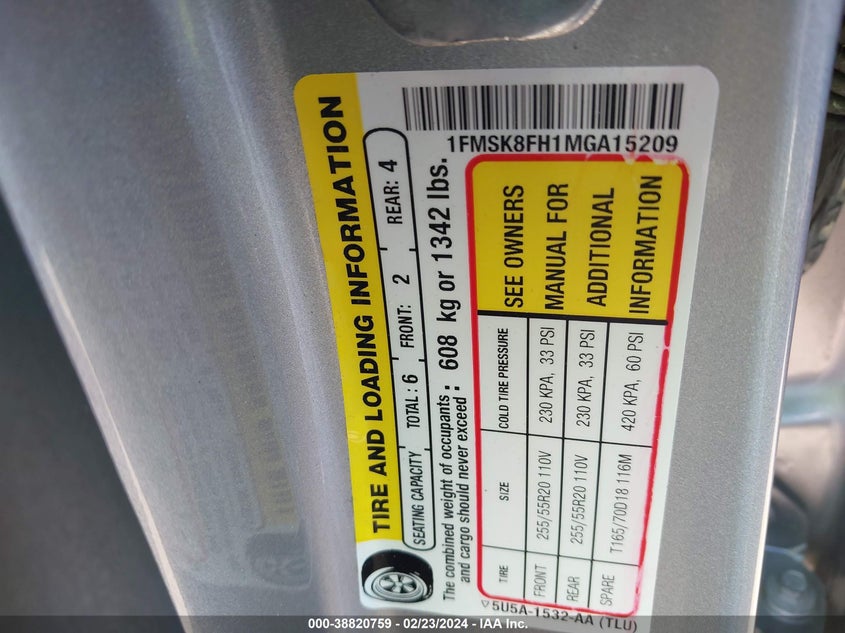 TIRE AND LOADING INFORMATION
SEATING CAPACITY TOTAL : 6 FRONT: 2 REAR: 4
The combined weight of occupants : 608 kg or 1342 lbs.
and cargo should never exceed
TIRE SIZE COLD TIRE PRESSURE SEE OWNERS
FRONT 255/55R20 110V 230 KPA, 33 PSI MANUAL FOR
REAR 255/55R20 110V 230 KPA, 33 PSI ADDITIONAL
SPARE T165/70D18 116M 420 KPA, 60 PSI INFORMATION
1FMSK8FH1MGA15209
5U5A-1532-AA (TLU)
000-38820759 - 02/23/2024 - IAA Inc.